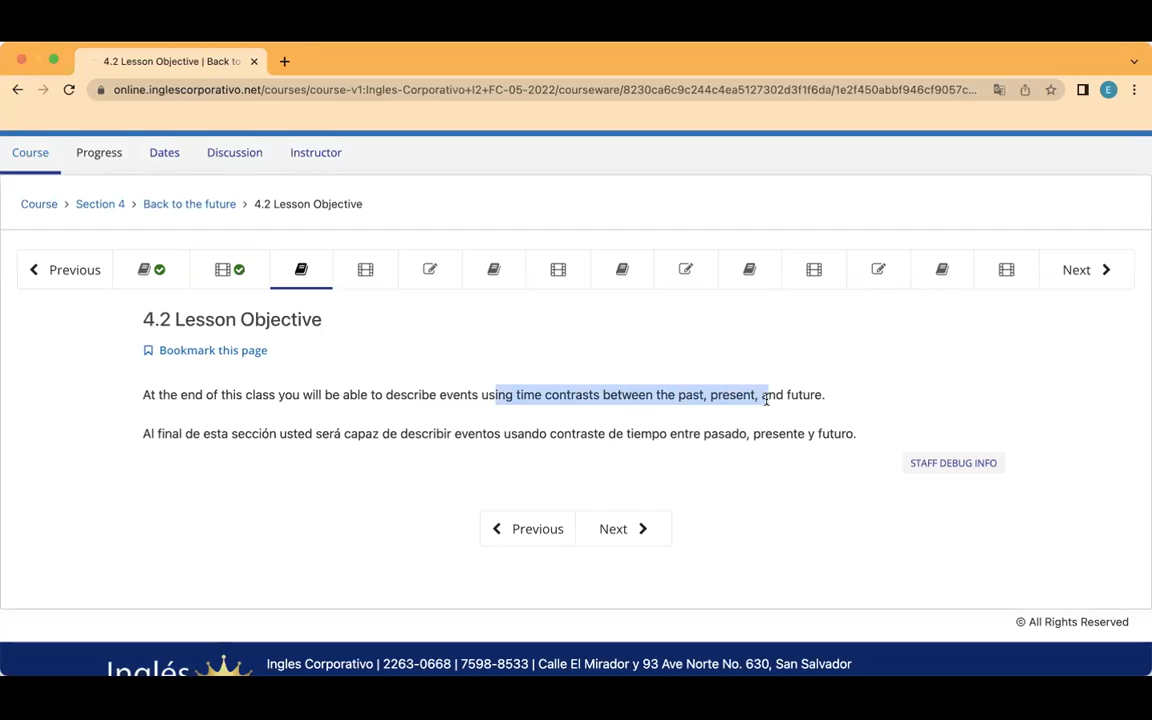 4.2 Lesson Objective | Back to
online.inglescorporativo.net/courses/course-v1:Ingles-Corporativo+I2+FC-05-2022/courseware/8230ca6c9c244c4ea5127302d3f1f6da/1e2f450abbf946cf9057c...
E
Course Progress Dates Discussion Instructor
Course > Section 4 > Back to the future > 4.2 Lesson Objective
Previous Next
4.2 Lesson Objective
Bookmark this page
At the end of this class you will be able to describe events using time contrasts between the past, present, and future.
Al final de esta sección usted será capaz de describir eventos usando contraste de tiempo entre pasado, presente y futuro.
STAFF DEBUG INFO
Previous Next
© All Rights Reserved
Inglés Ingles Corporativo | 2263-0668 | 7598-8533 | Calle El Mirador y 93 Ave Norte No. 630, San Salvador